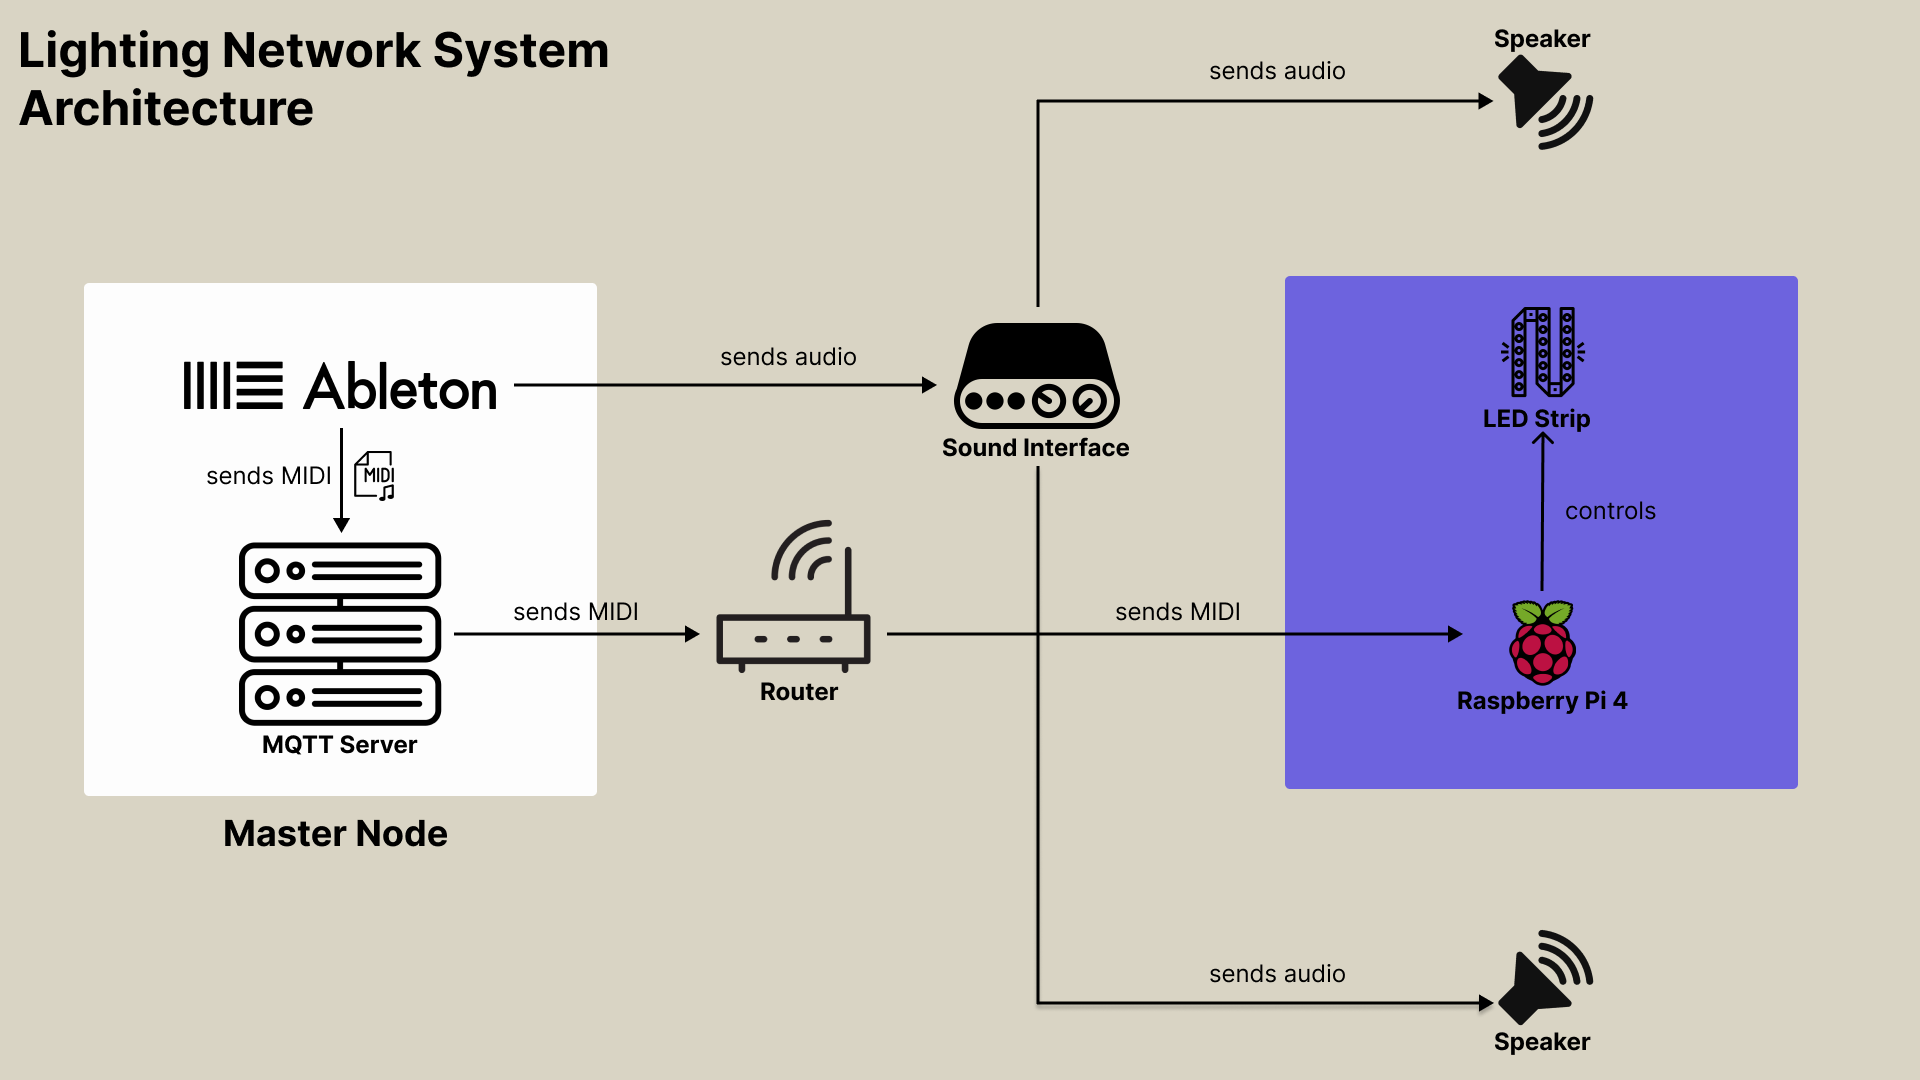 Lighting Network System
Architecture
Speaker
sends audio
Ableton
sends audio
Sound Interface
LED Strip
sends MIDI
MIDI
controls
sends MIDI
sends MIDI
Router
Raspberry Pi 4
MQTT Server
Master Node
sends audio
Speaker